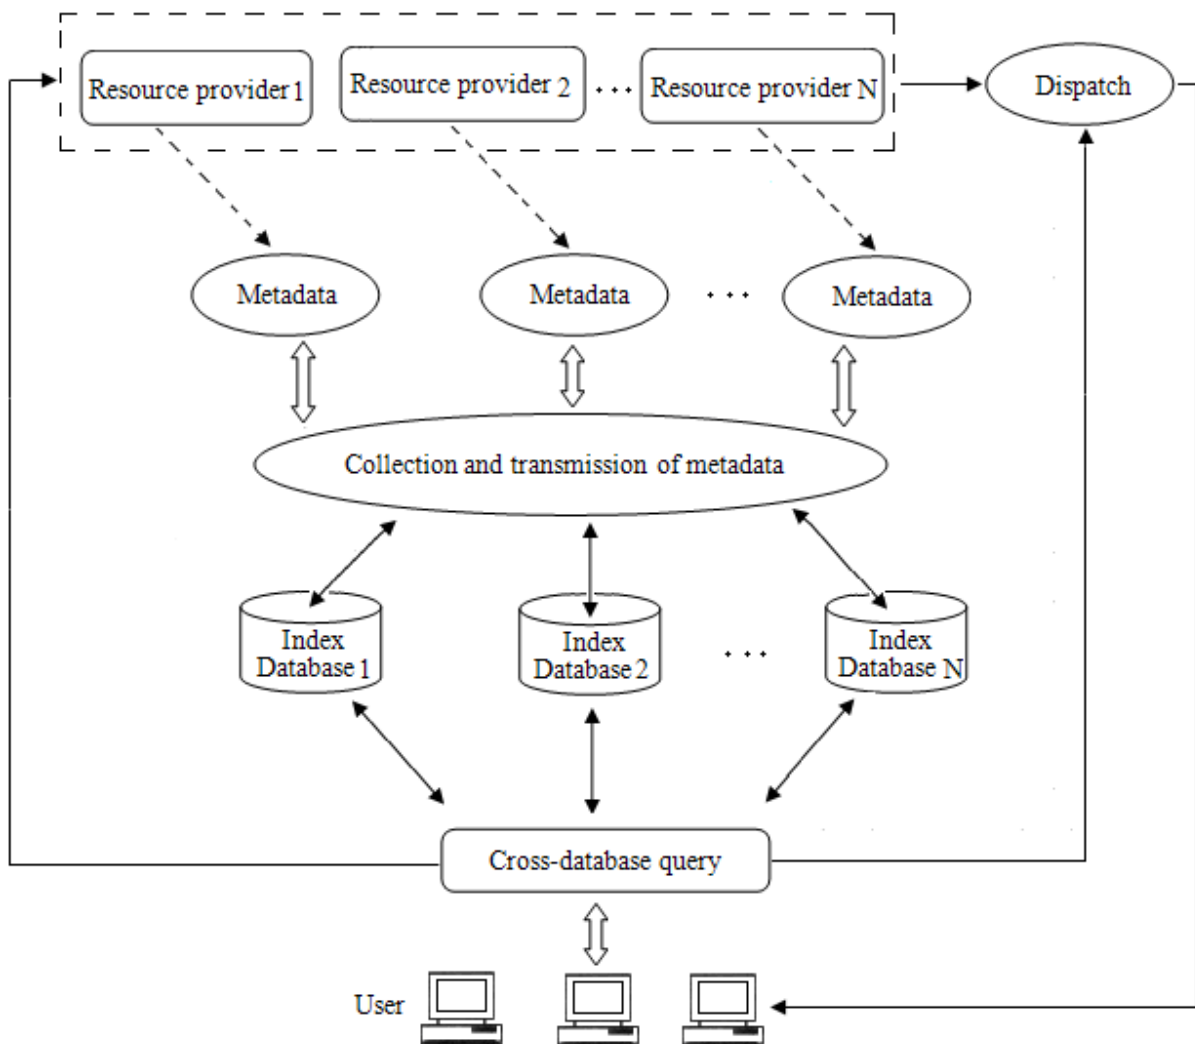 Resource provider 1
Resource provider 2
...
Resource provider N
Dispatch
Metadata
Metadata
...
Metadata
Collection and transmission of metadata
Index
Database 1
Index
Database 2
...
Index
Database N
Cross-database query
User